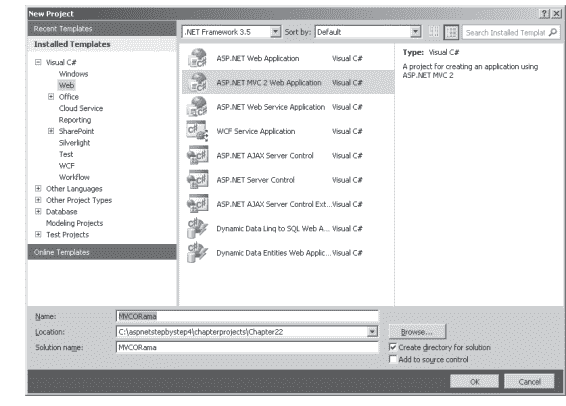 New Project
Recent Templates
.NET Framework 3.5
Sort by: Default
Search Installed Templat
Installed Templates
Visual C#
Windows
Web
Office
Cloud Service
Reporting
SharePoint
Silverlight
Test
WCF
Workflow
Other Languages
Other Project Types
Database
Modeling Projects
Test Projects
Online Templates
ASP.NET Web Application Visual C#
ASP.NET MVC 2 Web Application Visual C#
ASP.NET Web Service Application Visual C#
WCF Service Application Visual C#
ASP.NET AJAX Server Control Visual C#
ASP.NET Server Control Visual C#
ASP.NET AJAX Server Control Ext... Visual C#
Dynamic Data Linq to SQL Web A... Visual C#
Dynamic Data Entities Web Applic... Visual C#
Type: Visual C#
A project for creating an application using
ASP.NET MVC 2
Name: MVCORama
Location: C:\aspnetstepbystep4\chapterprojects\Chapter22
Browse...
Solution name: MVCORama
Create directory for solution
Add to source control
OK
Cancel